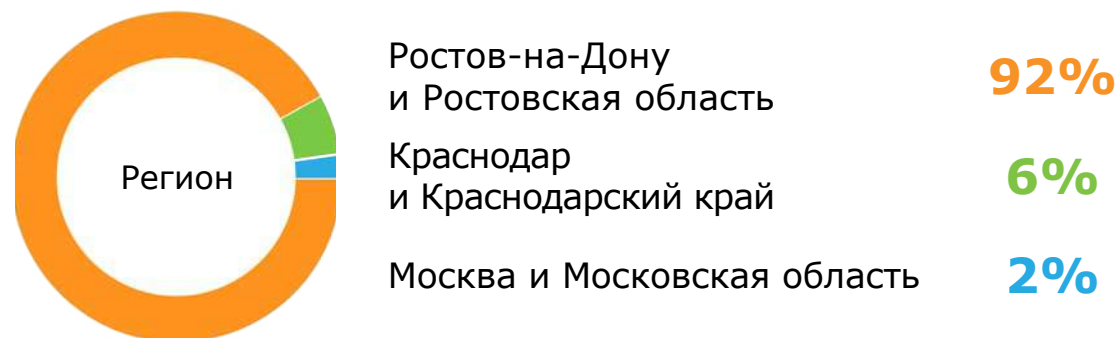 Регион
Ростов-на-Дону
и Ростовская область
92%
Краснодар
и Краснодарский край
6%
Москва и Московская область
2%